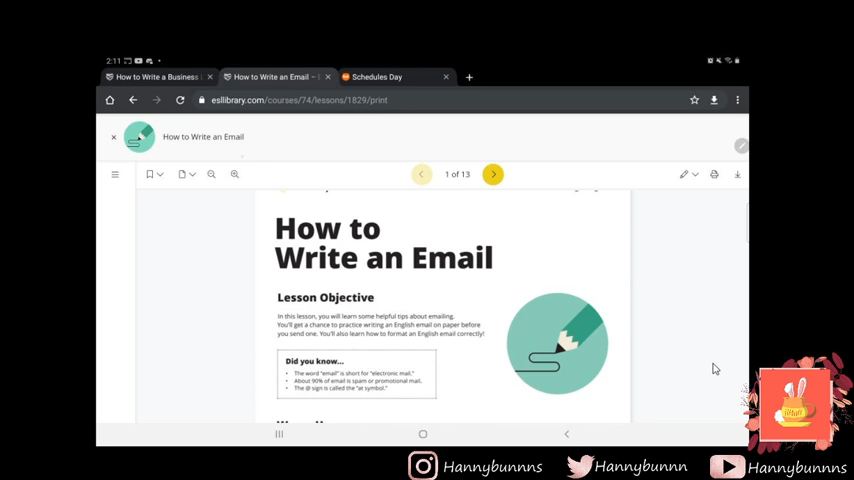 2:11
How to Write a Business
How to Write an Email –
Schedules Day
esllibrary.com/courses/74/lessons/1829/print
How to Write an Email
1 of 13
How to
Write an Email
Lesson Objective
In this lesson, you will learn some helpful tips about emailing.
You'll get a chance to practice writing an English email on paper before
you send one. You'll also learn how to format an English email correctly!
Did you know...
• The word "email" is short for "electronic mail."
• About 90% of email is spam or promotional mail.
• The @ sign is called the "at symbol."
Hannybunnns
Hannybunnn
Hannybunnns